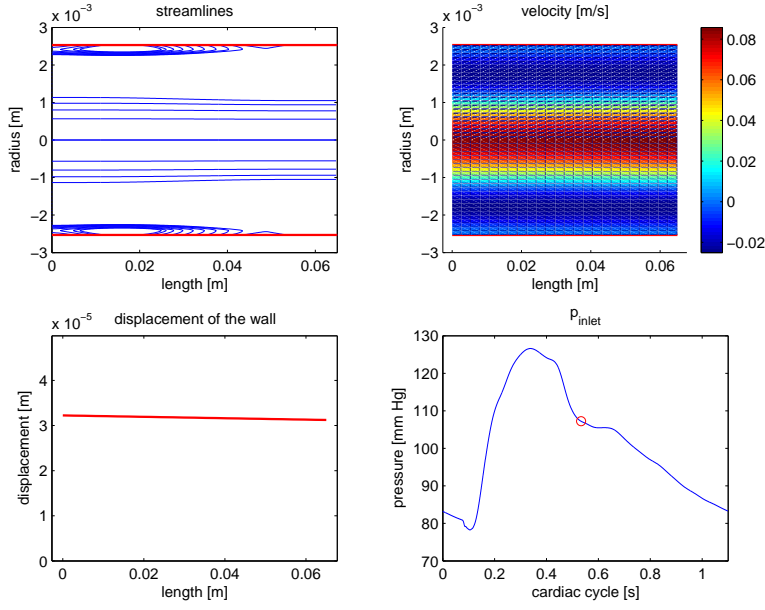 streamlines
x 10⁻³
3
2
1
0
−1
−2
−3
radius [m]
0 0.02 0.04 0.06
length [m]
velocity [m/s]
x 10⁻³
3
2
1
0
−1
−2
−3
radius [m]
0 0.02 0.04 0.06
length [m]
0.08
0.06
0.04
0.02
0
−0.02
displacement of the wall
x 10⁻⁵
4
3
2
1
0
displacement [m]
0 0.02 0.04 0.06
length [m]
p_inlet
130
120
110
100
90
80
70
pressure [mm Hg]
0 0.2 0.4 0.6 0.8 1
cardiac cycle [s]